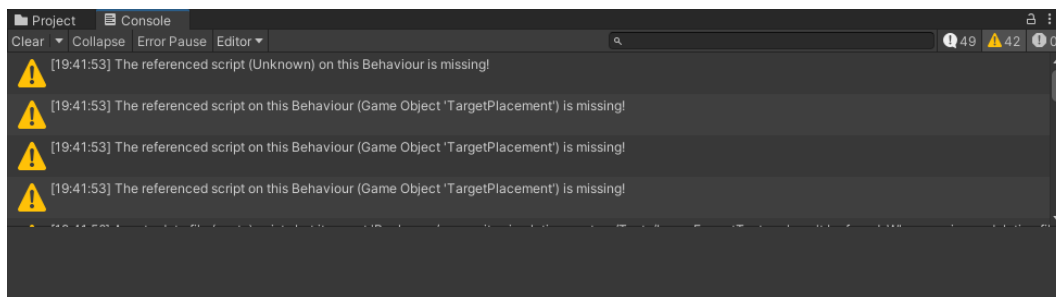 Project Console
Clear Collapse Error Pause Editor 49 42 0
[19:41:53] The referenced script (Unknown) on this Behaviour is missing!
[19:41:53] The referenced script on this Behaviour (Game Object 'TargetPlacement') is missing!
[19:41:53] The referenced script on this Behaviour (Game Object 'TargetPlacement') is missing!
[19:41:53] The referenced script on this Behaviour (Game Object 'TargetPlacement') is missing!